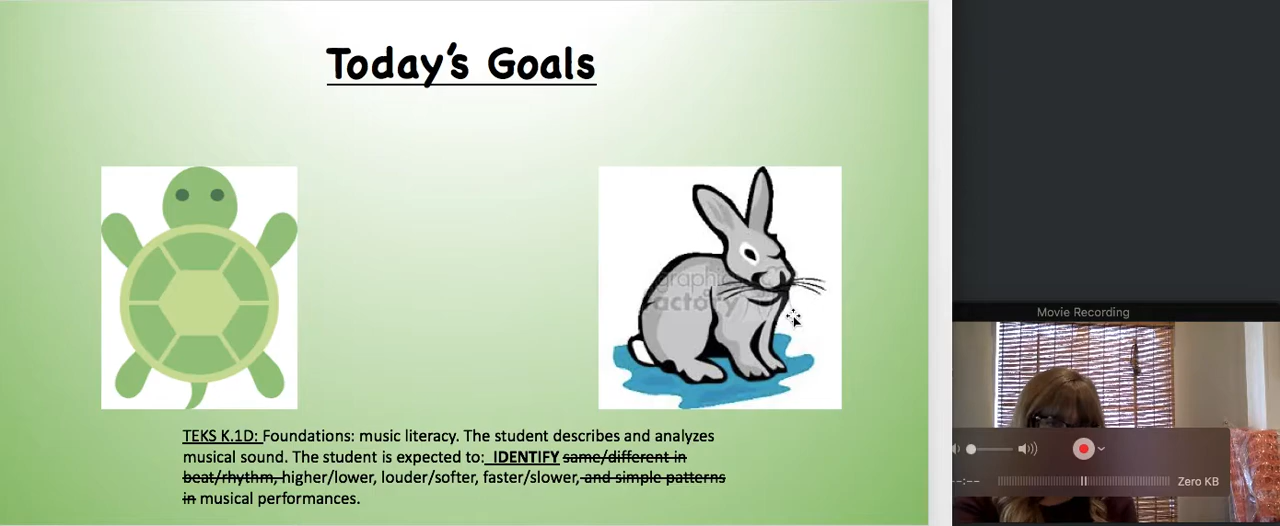 Today's Goals
graphic
factory
TEKS K.1D: Foundations: music literacy. The student describes and analyzes
musical sound. The student is expected to: IDENTIFY same/different in
beat/rhythm, higher/lower, louder/softer, faster/slower, and simple patterns
in musical performances.
Movie Recording
--:--
Zero KB